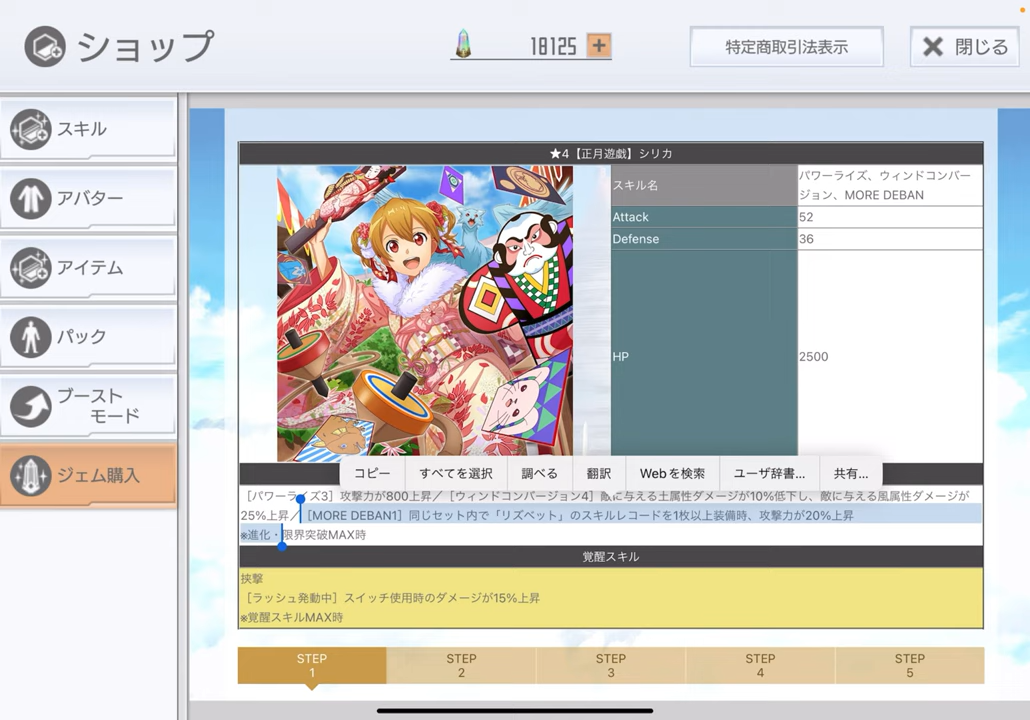 ショップ
18125
特定商取引法表示
閉じる
スキル
アバター
アイテム
パック
ブースト
モード
ジェム購入
★4【正月遊戯】シリカ
スキル名
パワーライズ、ウィンドコンバー
ジョン、MORE DEBAN
Attack
52
Defense
36
HP
2500
コピー
すべてを選択
調べる
翻訳
Webを検索
ユーザ辞書...
共有...
［パワーライズ3］攻撃力が800上昇／［ウィンドコンバージョン4］敵に与える土属性ダメージが10%低下し、敵に与える風属性ダメージが
25%上昇／［MORE DEBAN1］同じセット内で「リズベット」のスキルレコードを1枚以上装備時、攻撃力が20%上昇
※進化・限界突破MAX時
覚醒スキル
挟撃
［ラッシュ発動中］スイッチ使用時のダメージが15%上昇
※覚醒スキルMAX時
STEP
1
STEP
2
STEP
3
STEP
4
STEP
5